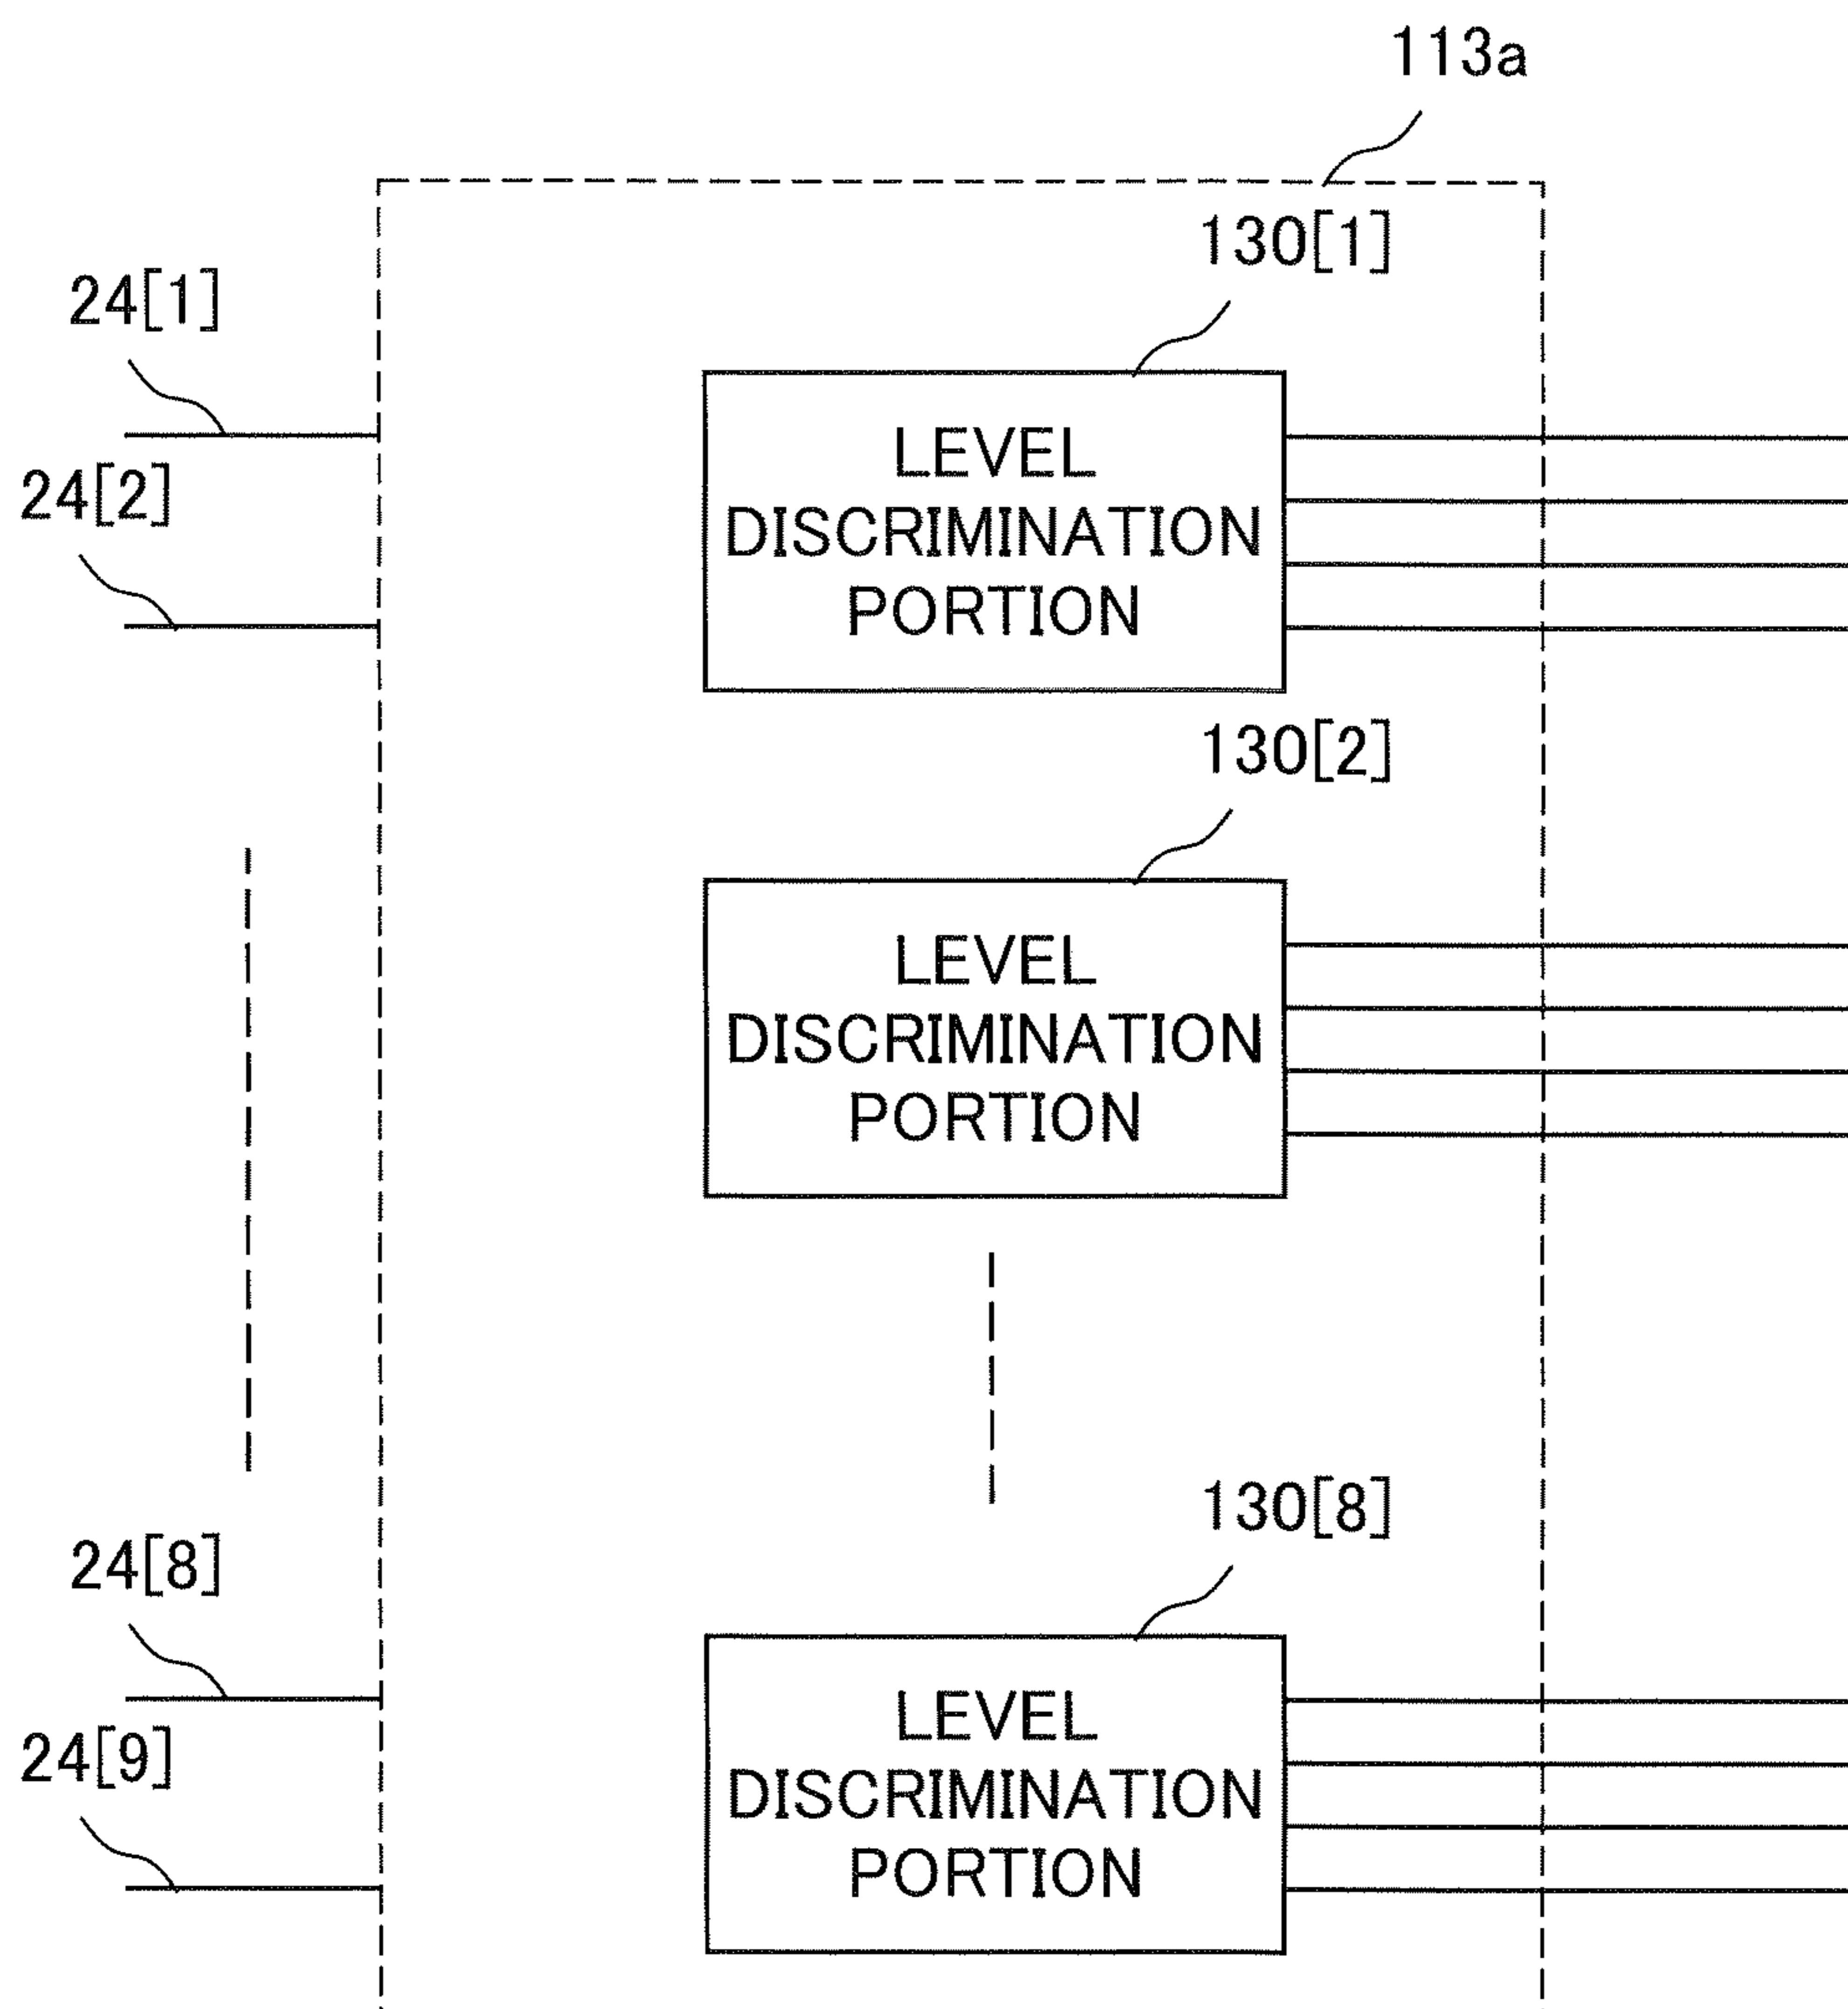 113a
130[1]
24[1]
LEVEL
DISCRIMINATION
PORTION
24[2]
130[2]
LEVEL
DISCRIMINATION
PORTION
130[8]
24[8]
LEVEL
DISCRIMINATION
PORTION
24[9]